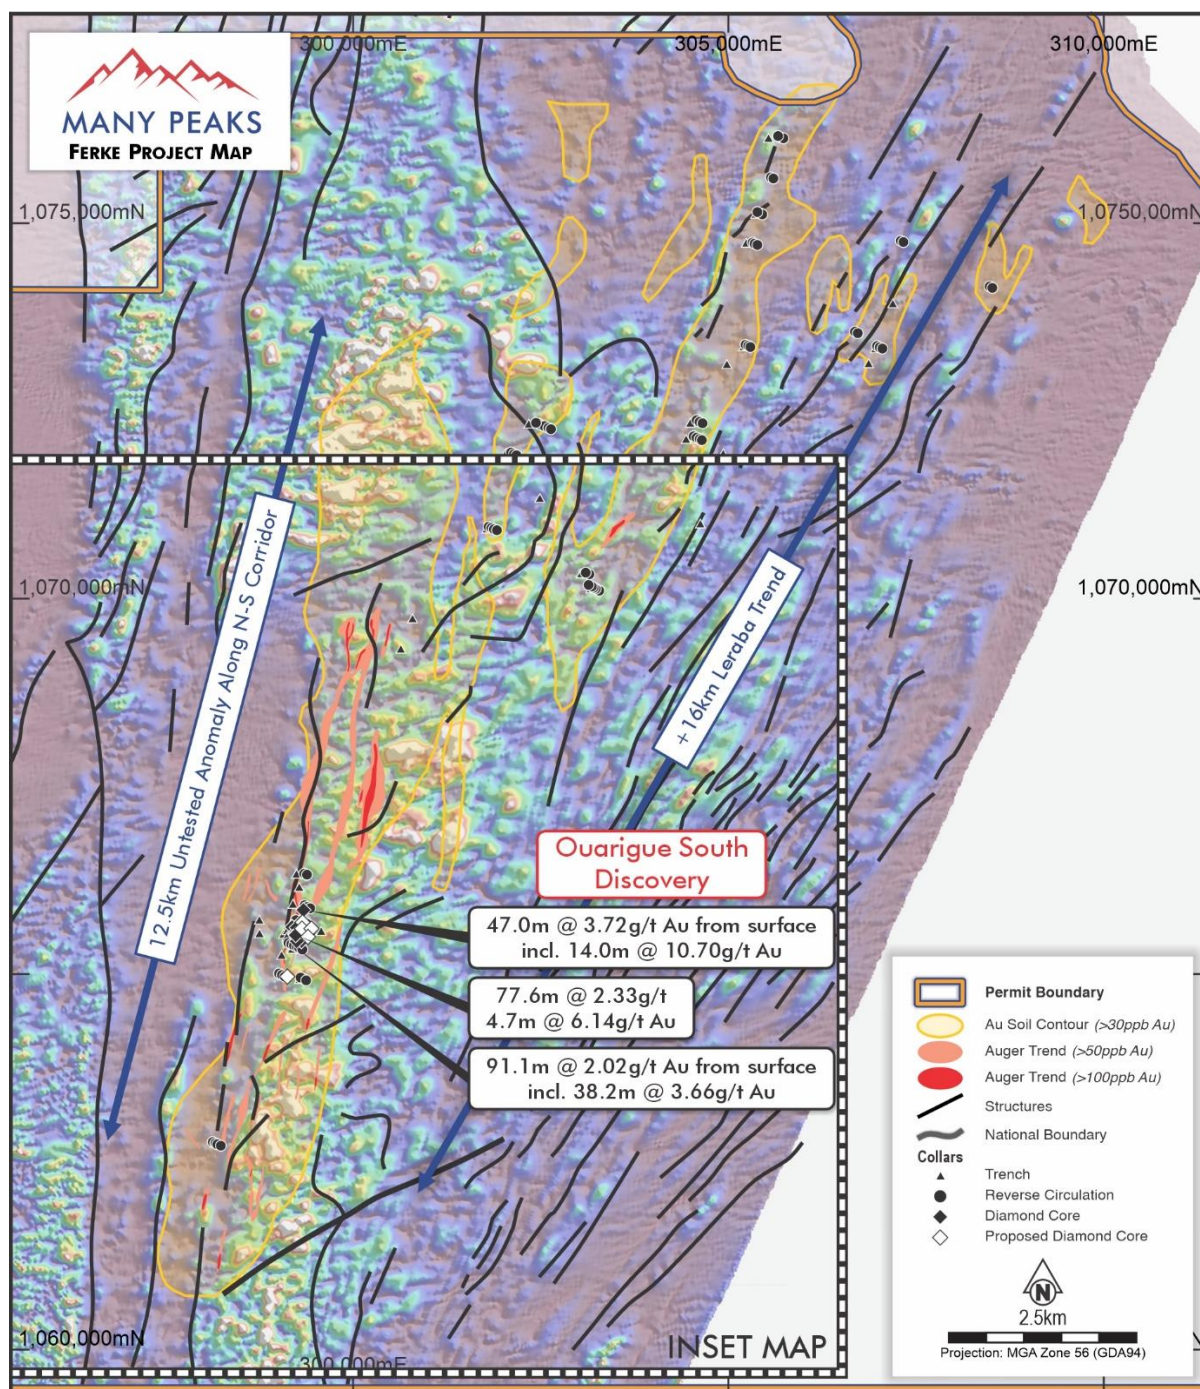 300,000mE
305,000mE
310,000mE
MANY PEAKS
FERKE PROJECT MAP
1,075,000mN
1,0750,00mN
12.5km Untested Anomaly Along N-S Corridor
1,070,000mN
1,070,000mN
+16km Leraba Trend
Ouarigue South
Discovery
47.0m @ 3.72g/t Au from surface
incl. 14.0m @ 10.70g/t Au
77.6m @ 2.33g/t
4.7m @ 6.14g/t Au
91.1m @ 2.02g/t Au from surface
incl. 38.2m @ 3.66g/t Au
Permit Boundary
Au Soil Contour (>30ppb Au)
Auger Trend (>50ppb Au)
Auger Trend (>100ppb Au)
Structures
National Boundary
Collars
Trench
Reverse Circulation
Diamond Core
Proposed Diamond Core
N
2.5km
Projection: MGA Zone 56 (GDA94)
1,060,000mN
300,000mE
INSET MAP